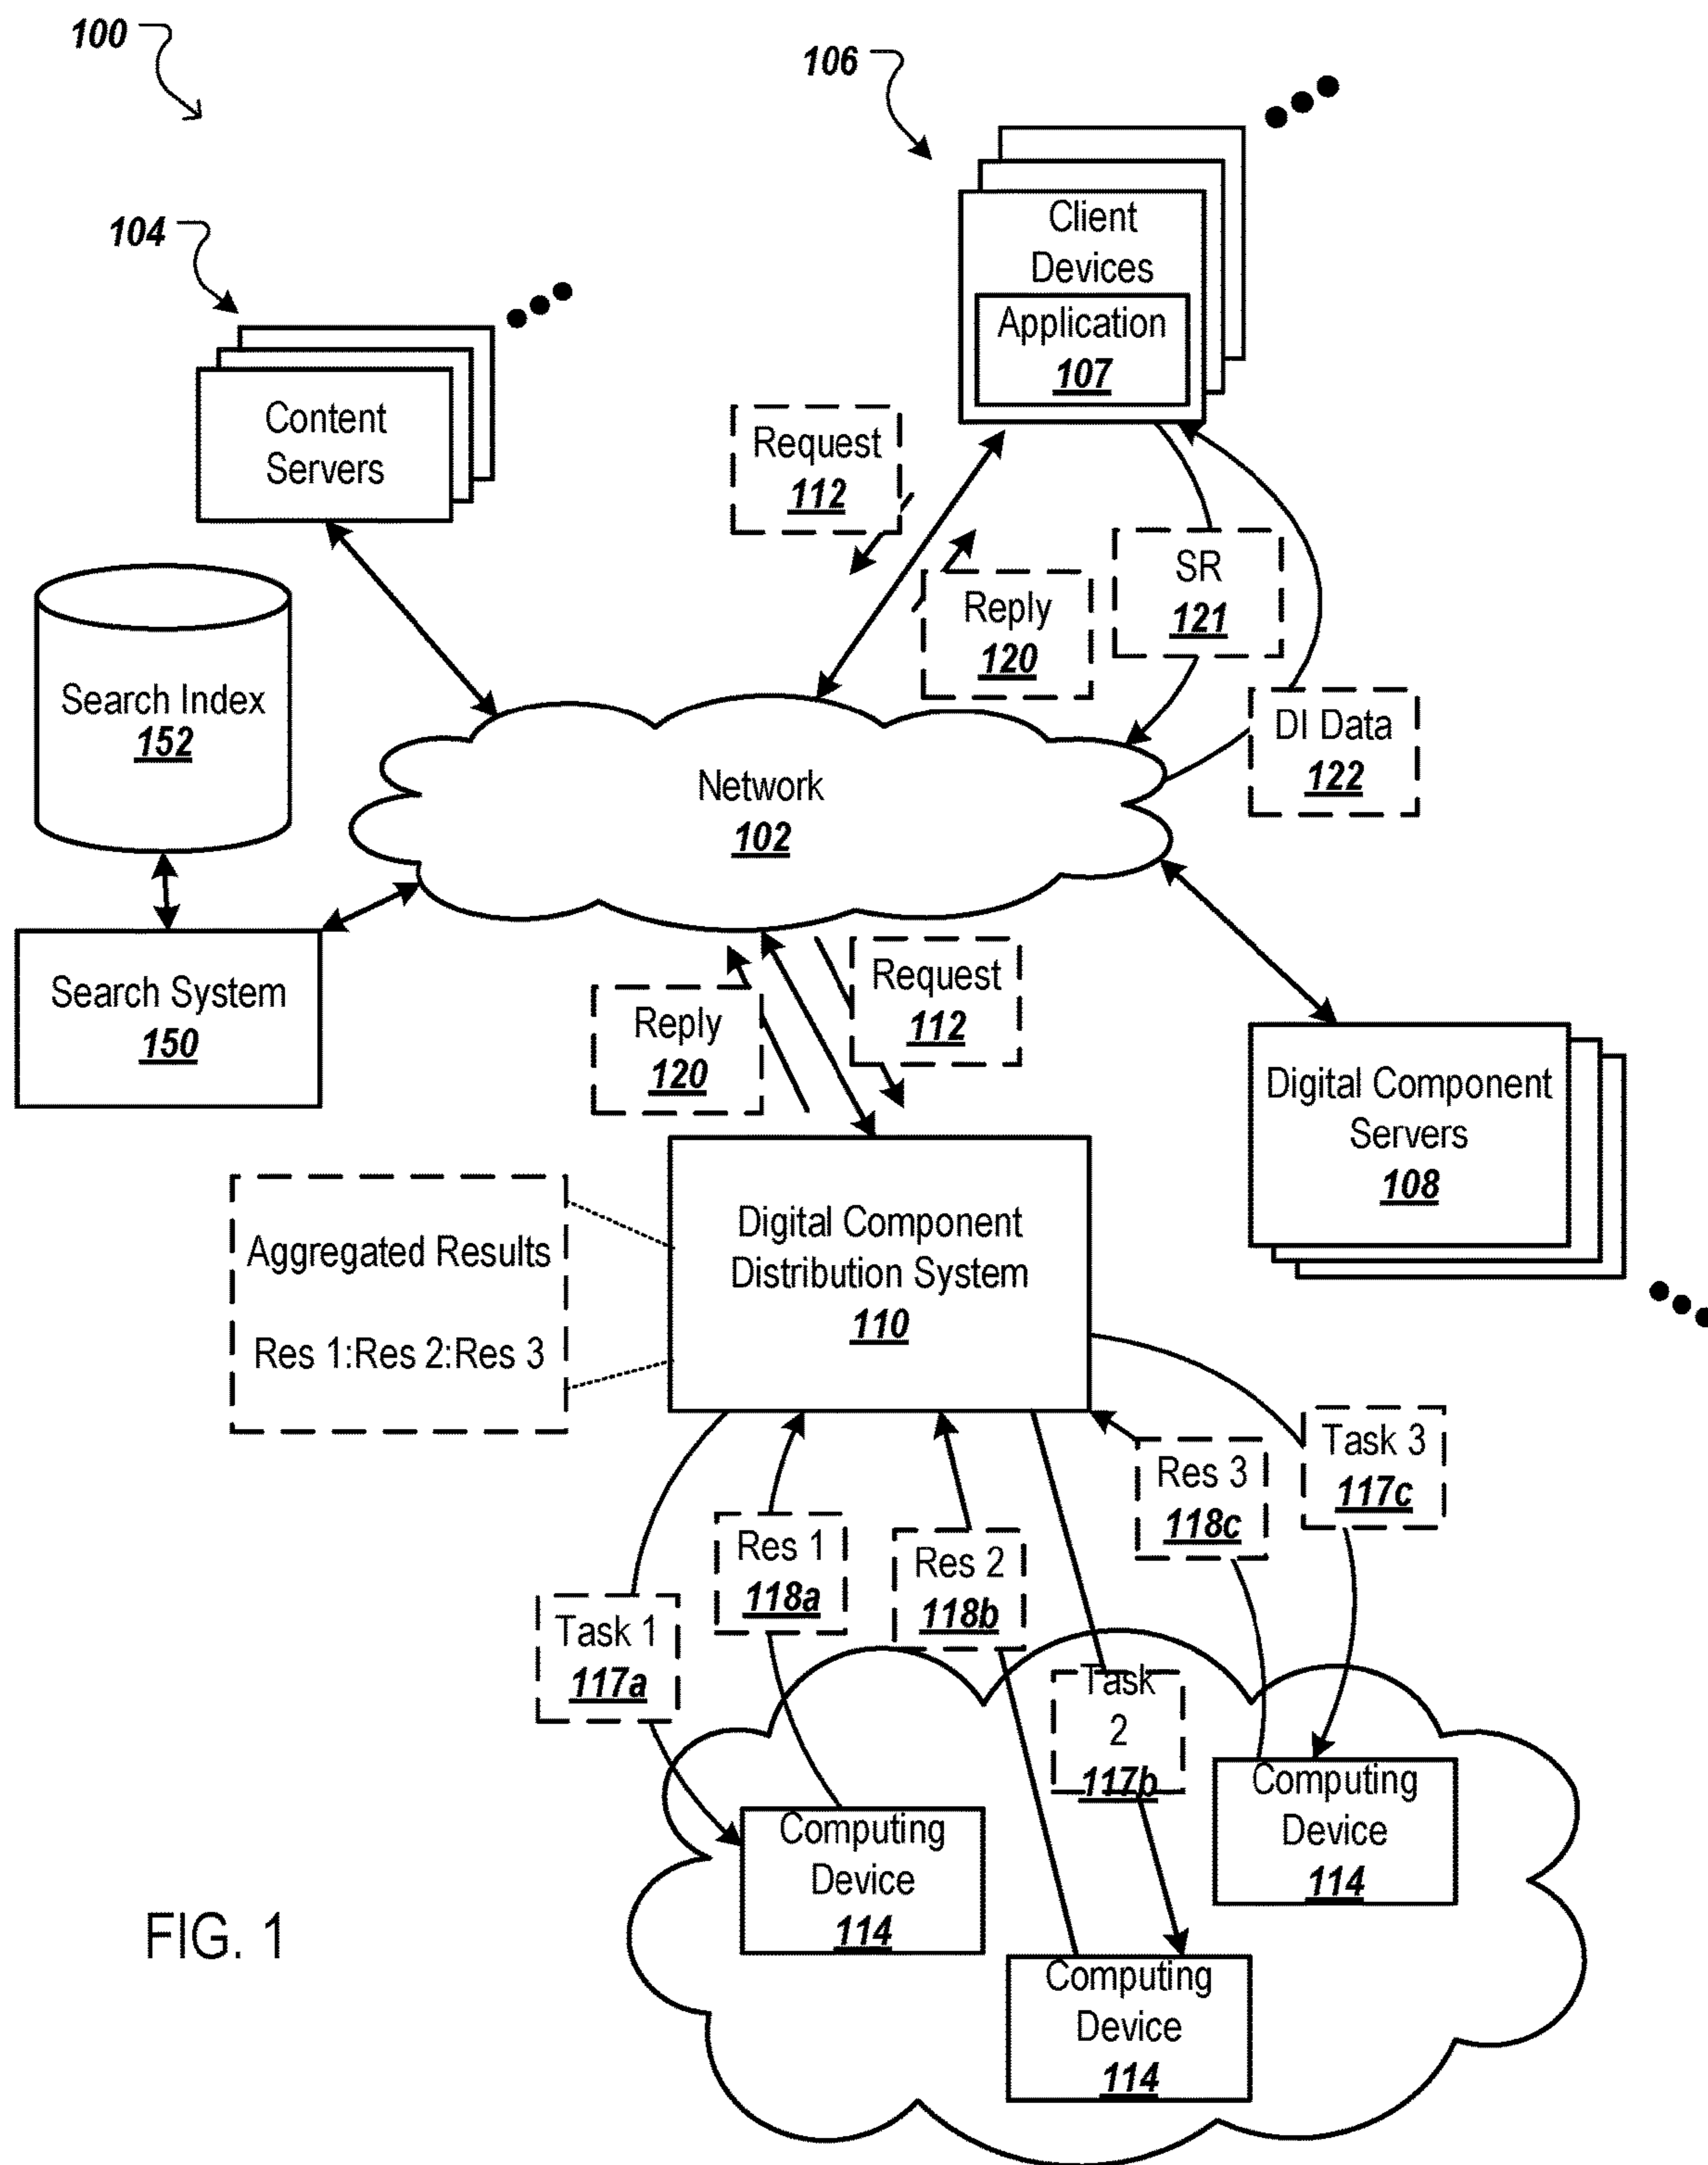 100
106
104
Client
Devices
Application
107
Content
Servers
Request
112
SR
121
Reply
120
Search Index
152
DI Data
122
Network
102
Search System
150
Reply
120
Request
112
Digital Component
Servers
108
Aggregated Results
Res 1:Res 2:Res 3
Digital Component
Distribution System
110
Task 3
117c
Res 3
118c
Res 1
118a
Res 2
118b
Task 1
117a
Task
2
117b
Computing
Device
114
Computing
Device
114
Computing
Device
114
FIG. 1